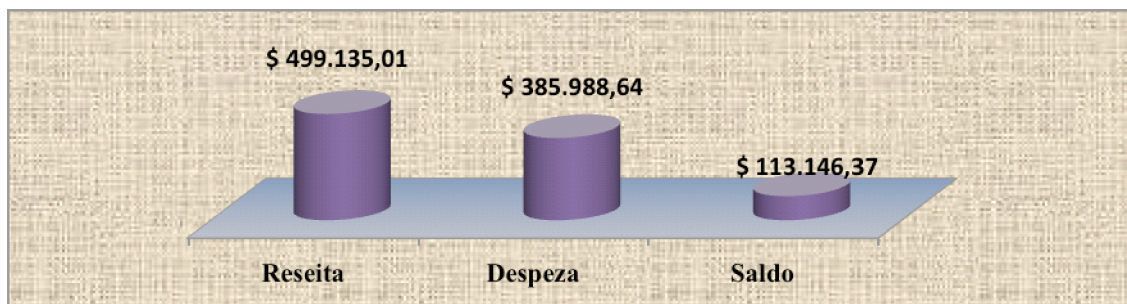 $ 499.135,01
$ 385.988,64
$ 113.146,37
Reseita Despeza Saldo